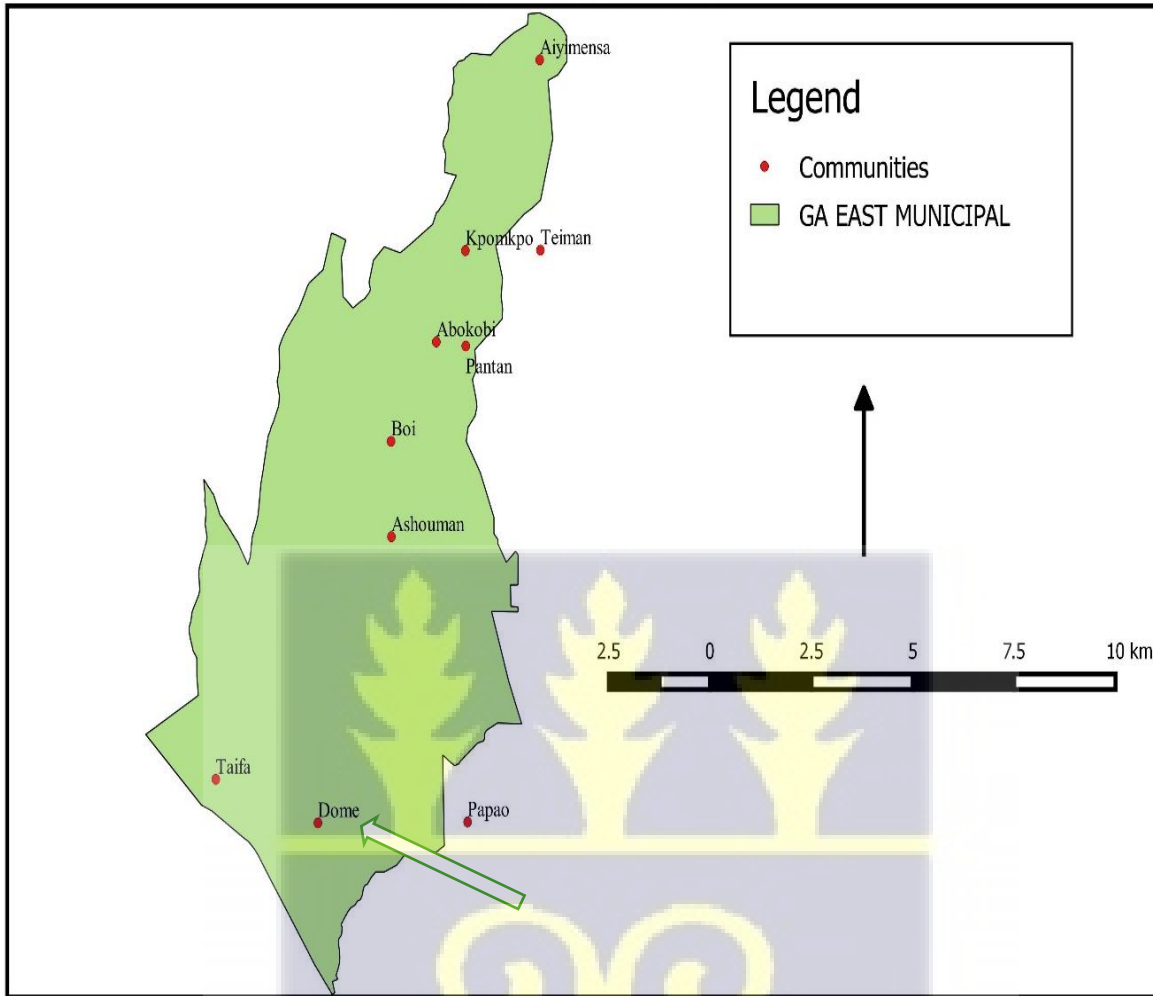 Aiyimensa
Legend
Communities
GA EAST MUNICIPAL
Kpomkpo
Teiman
Abokobi
Pantan
Boi
Ashouman
2.5 0 2.5 5 7.5 10 km
Taifa
Dome
Papao